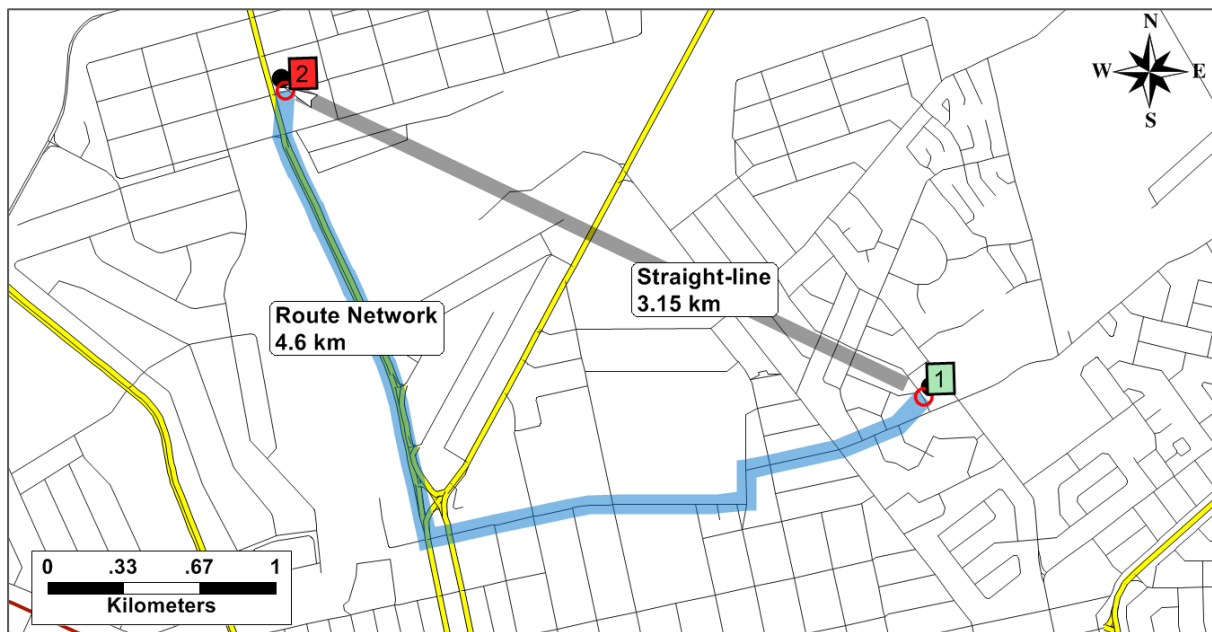 N
W E
S
2
Straight-line
3.15 km
Route Network
4.6 km
1
0 .33 .67 1
Kilometers